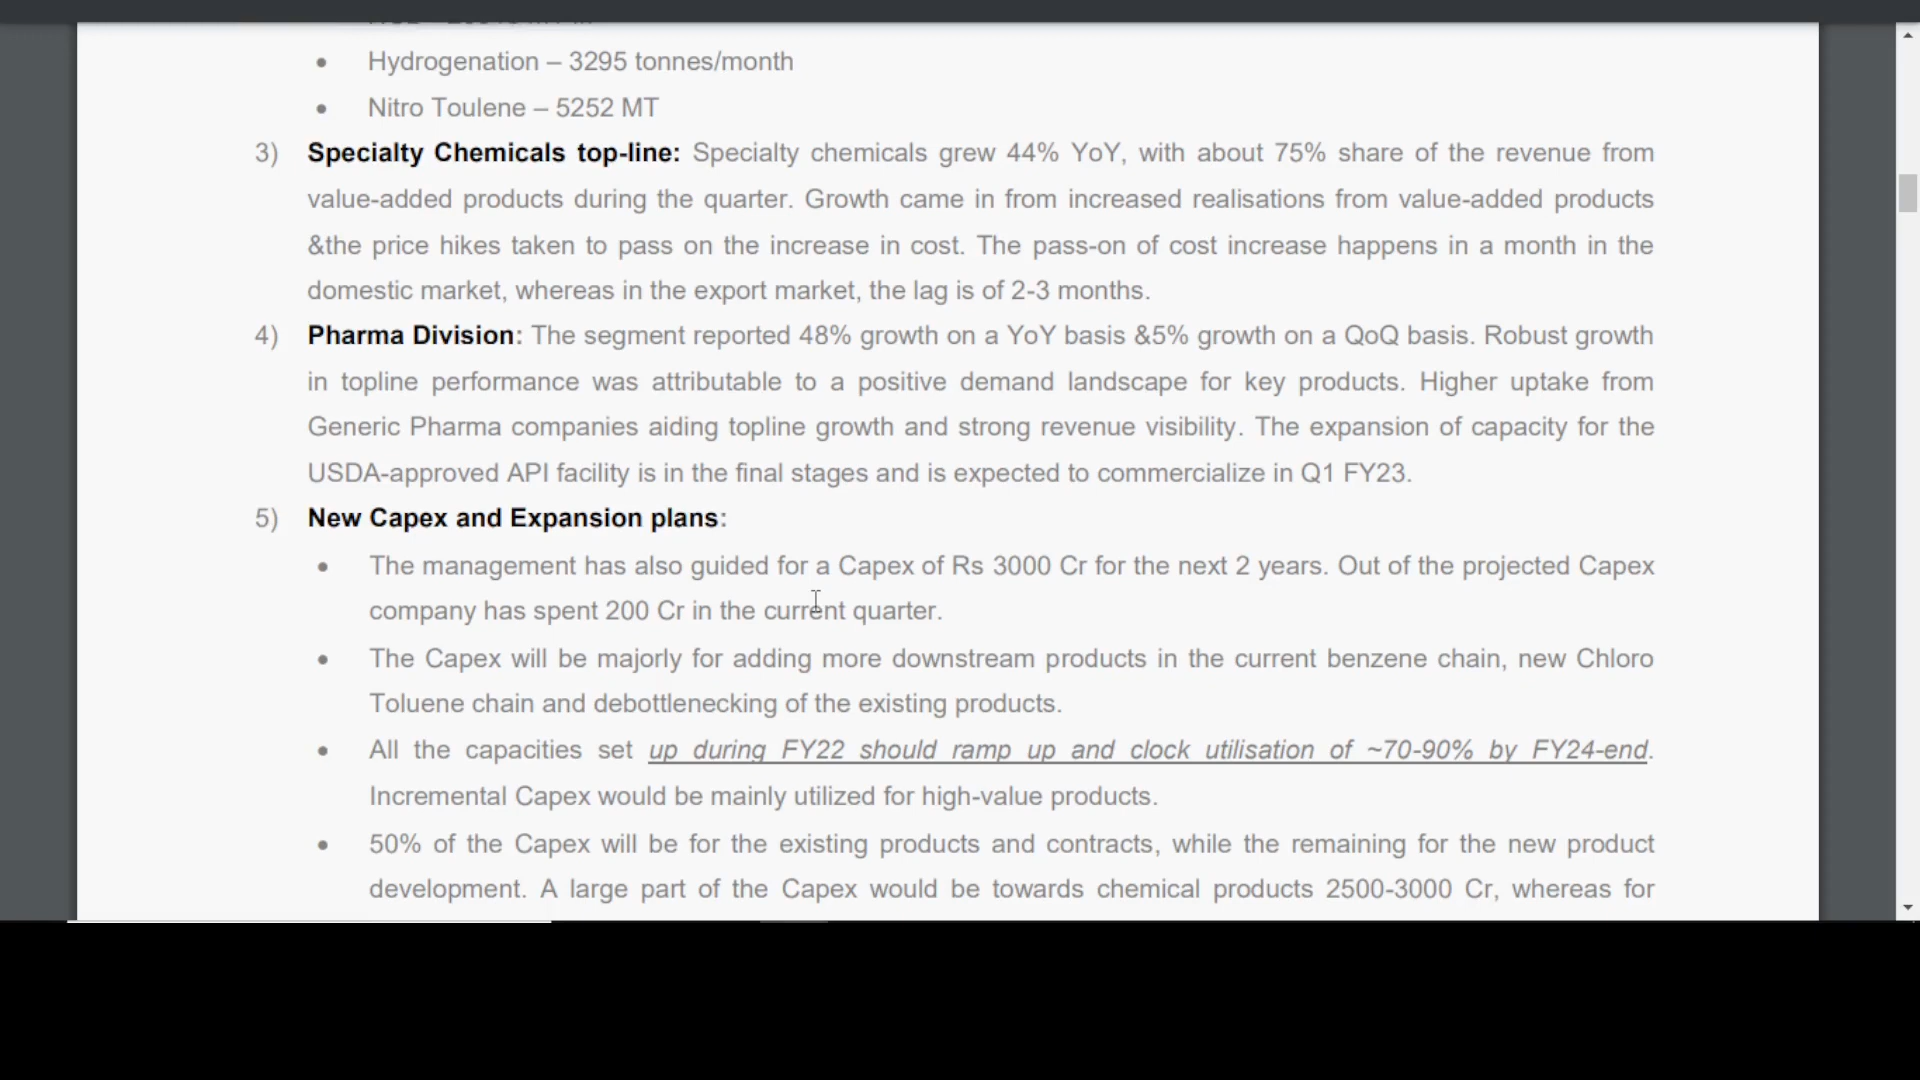 • Hydrogenation – 3295 tonnes/month
• Nitro Toulene – 5252 MT
3) Specialty Chemicals top-line: Specialty chemicals grew 44% YoY, with about 75% share of the revenue from
value-added products during the quarter. Growth came in from increased realisations from value-added products
&the price hikes taken to pass on the increase in cost. The pass-on of cost increase happens in a month in the
domestic market, whereas in the export market, the lag is of 2-3 months.
4) Pharma Division: The segment reported 48% growth on a YoY basis &5% growth on a QoQ basis. Robust growth
in topline performance was attributable to a positive demand landscape for key products. Higher uptake from
Generic Pharma companies aiding topline growth and strong revenue visibility. The expansion of capacity for the
USDA-approved API facility is in the final stages and is expected to commercialize in Q1 FY23.
5) New Capex and Expansion plans:
• The management has also guided for a Capex of Rs 3000 Cr for the next 2 years. Out of the projected Capex
company has spent 200 Cr in the current quarter.
• The Capex will be majorly for adding more downstream products in the current benzene chain, new Chloro
Toluene chain and debottlenecking of the existing products.
• All the capacities set up during FY22 should ramp up and clock utilisation of ~70-90% by FY24-end.
Incremental Capex would be mainly utilized for high-value products.
• 50% of the Capex will be for the existing products and contracts, while the remaining for the new product
development. A large part of the Capex would be towards chemical products 2500-3000 Cr, whereas for